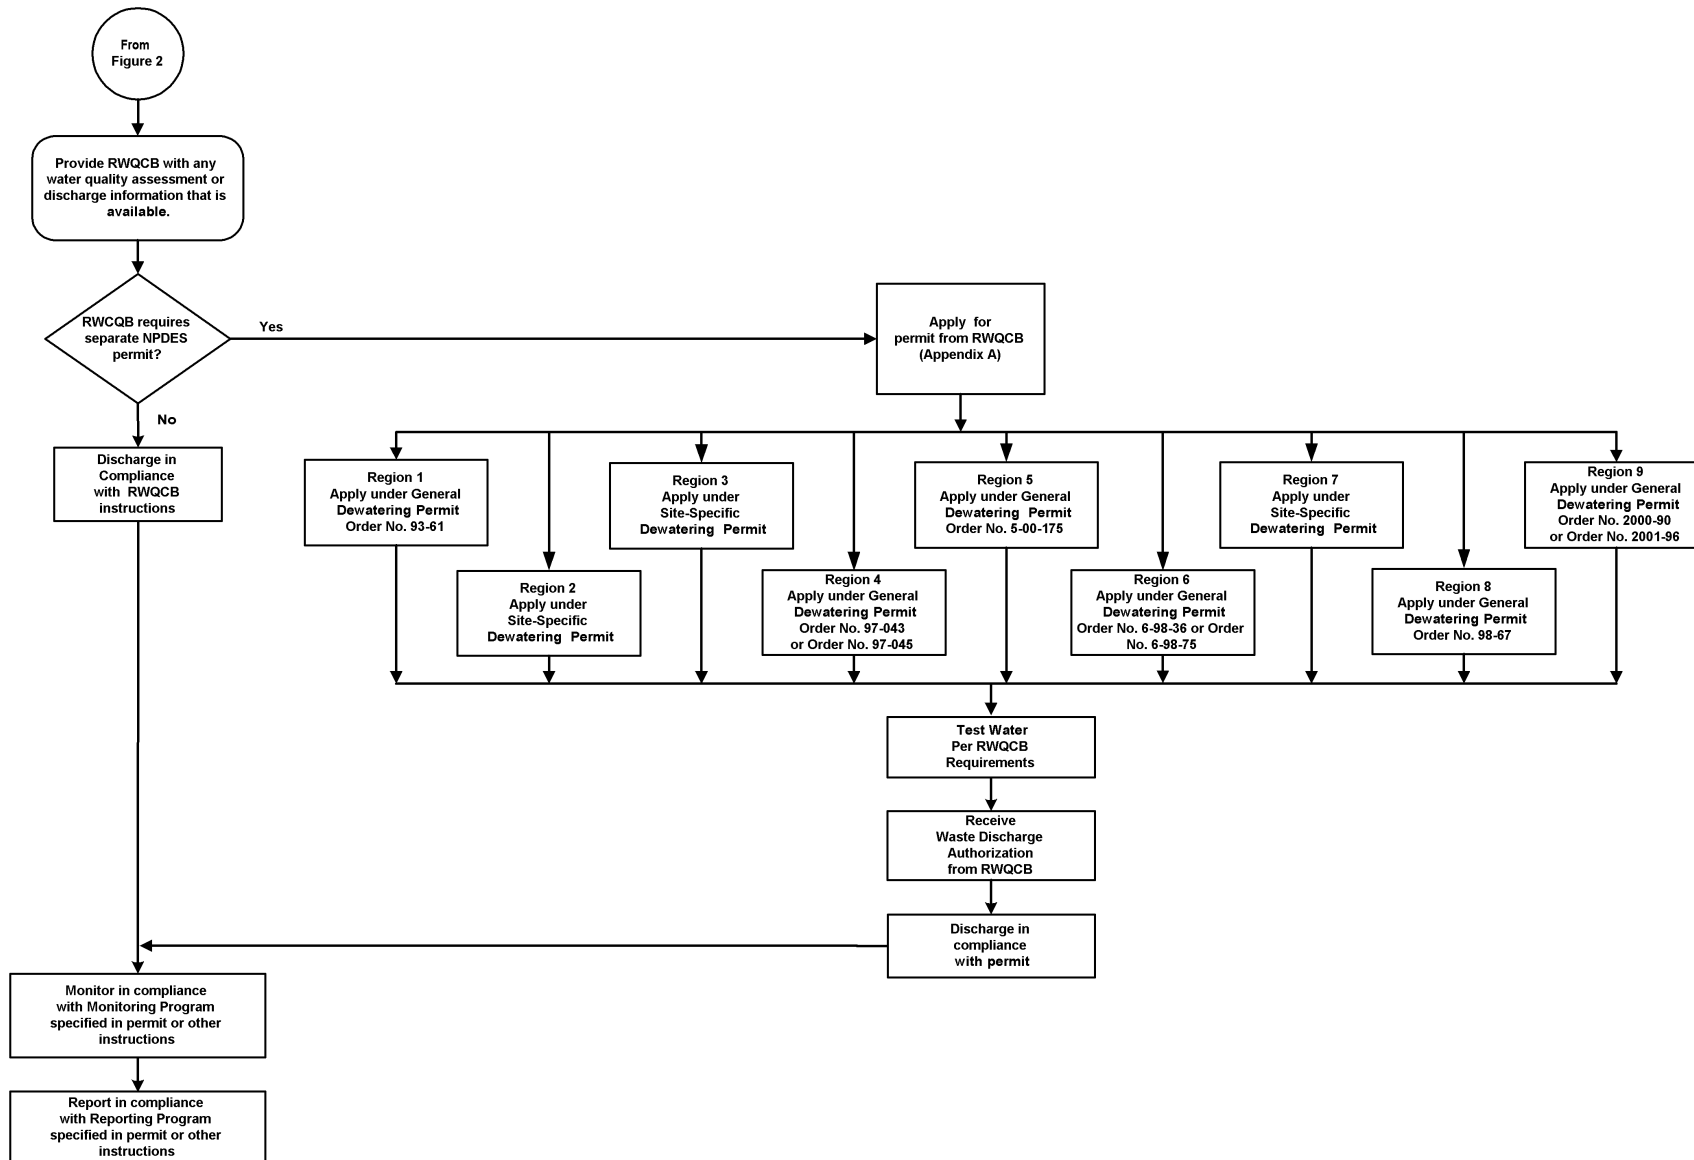 From
Figure 2
Provide RWQCB with any
water quality assessment or
discharge information that is
available.
RWCQB requires
separate NPDES
permit?
Yes
No
Apply for
permit from RWQCB
(Appendix A)
Discharge in
Compliance
with RWQCB
instructions
Region 1
Apply under General
Dewatering Permit
Order No. 93-61
Region 2
Apply under
Site-Specific
Dewatering Permit
Region 3
Apply under
Site-Specific
Dewatering Permit
Region 4
Apply under General
Dewatering Permit
Order No. 97-043
or Order No. 97-045
Region 5
Apply under General
Dewatering Permit
Order No. 5-00-175
Region 6
Apply under General
Dewatering Permit
Order No. 6-98-36 or Order
No. 6-98-75
Region 7
Apply under
Site-Specific
Dewatering Permit
Region 8
Apply under General
Dewatering Permit
Order No. 98-67
Region 9
Apply under General
Dewatering Permit
Order No. 2000-90
or Order No. 2001-96
Test Water
Per RWQCB
Requirements
Receive
Waste Discharge
Authorization
from RWQCB
Discharge in
compliance
with permit
Monitor in compliance
with Monitoring Program
specified in permit or other
instructions
Report in compliance
with Reporting Program
specified in permit or other
instructions